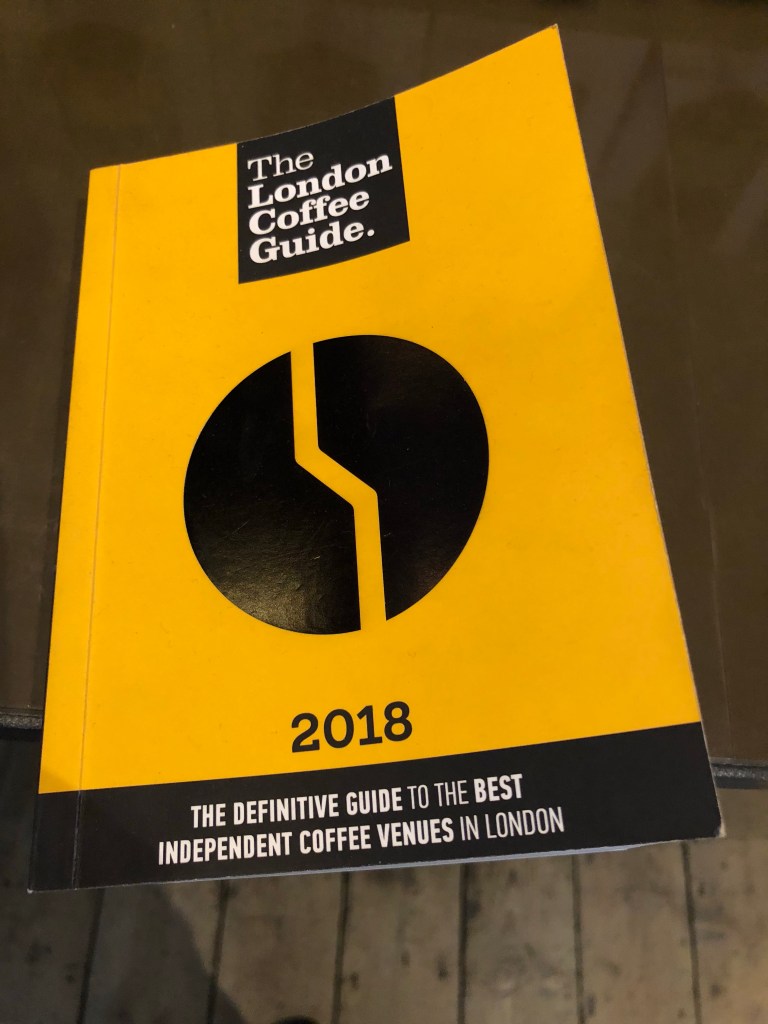 The
London
Coffee
Guide.
2018
THE DEFINITIVE GUIDE TO THE BEST
INDEPENDENT COFFEE VENUES IN LONDON